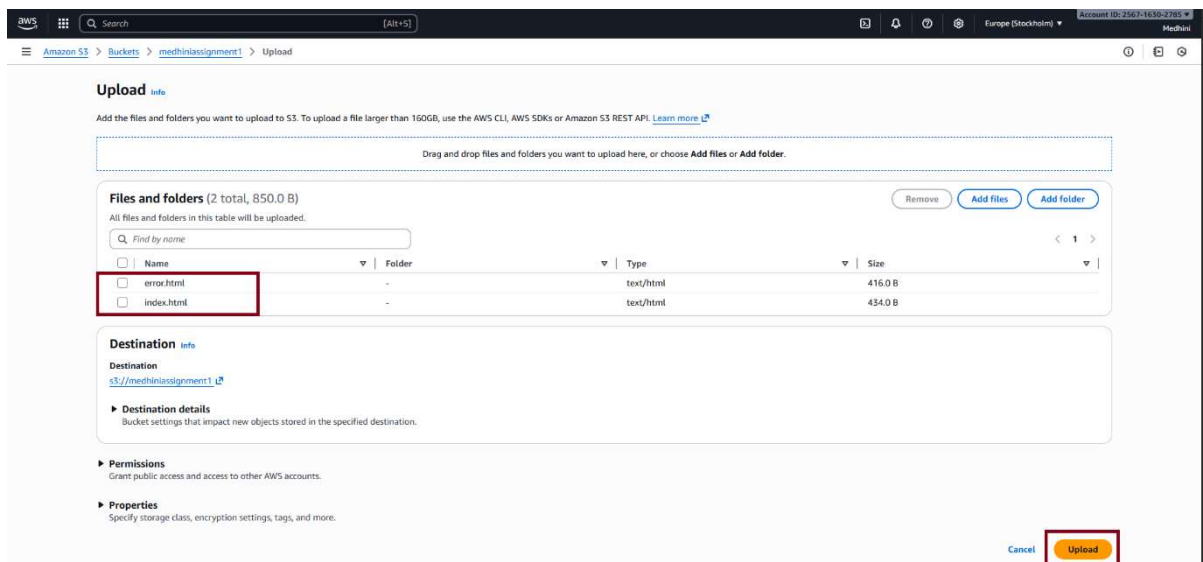 aws Search [Alt+S] Europe (Stockholm) Account ID: 2567-1630-2785
Medhini
Amazon S3 > Buckets > medhiniassignment1 > Upload
Upload Info
Add the files and folders you want to upload to S3. To upload a file larger than 160GB, use the AWS CLI, AWS SDKs or Amazon S3 REST API. Learn more
Drag and drop files and folders you want to upload here, or choose Add files or Add folder.
Files and folders (2 total, 850.0 B) Remove Add files Add folder
All files and folders in this table will be uploaded.
Find by name < 1 >
Name Folder Type Size
error.html - text/html 416.0 B
index.html - text/html 434.0 B
Destination Info
Destination
s3://medhiniassignment1
Destination details
Bucket settings that impact new objects stored in the specified destination.
Permissions
Grant public access and access to other AWS accounts.
Properties
Specify storage class, encryption settings, tags, and more.
Cancel Upload